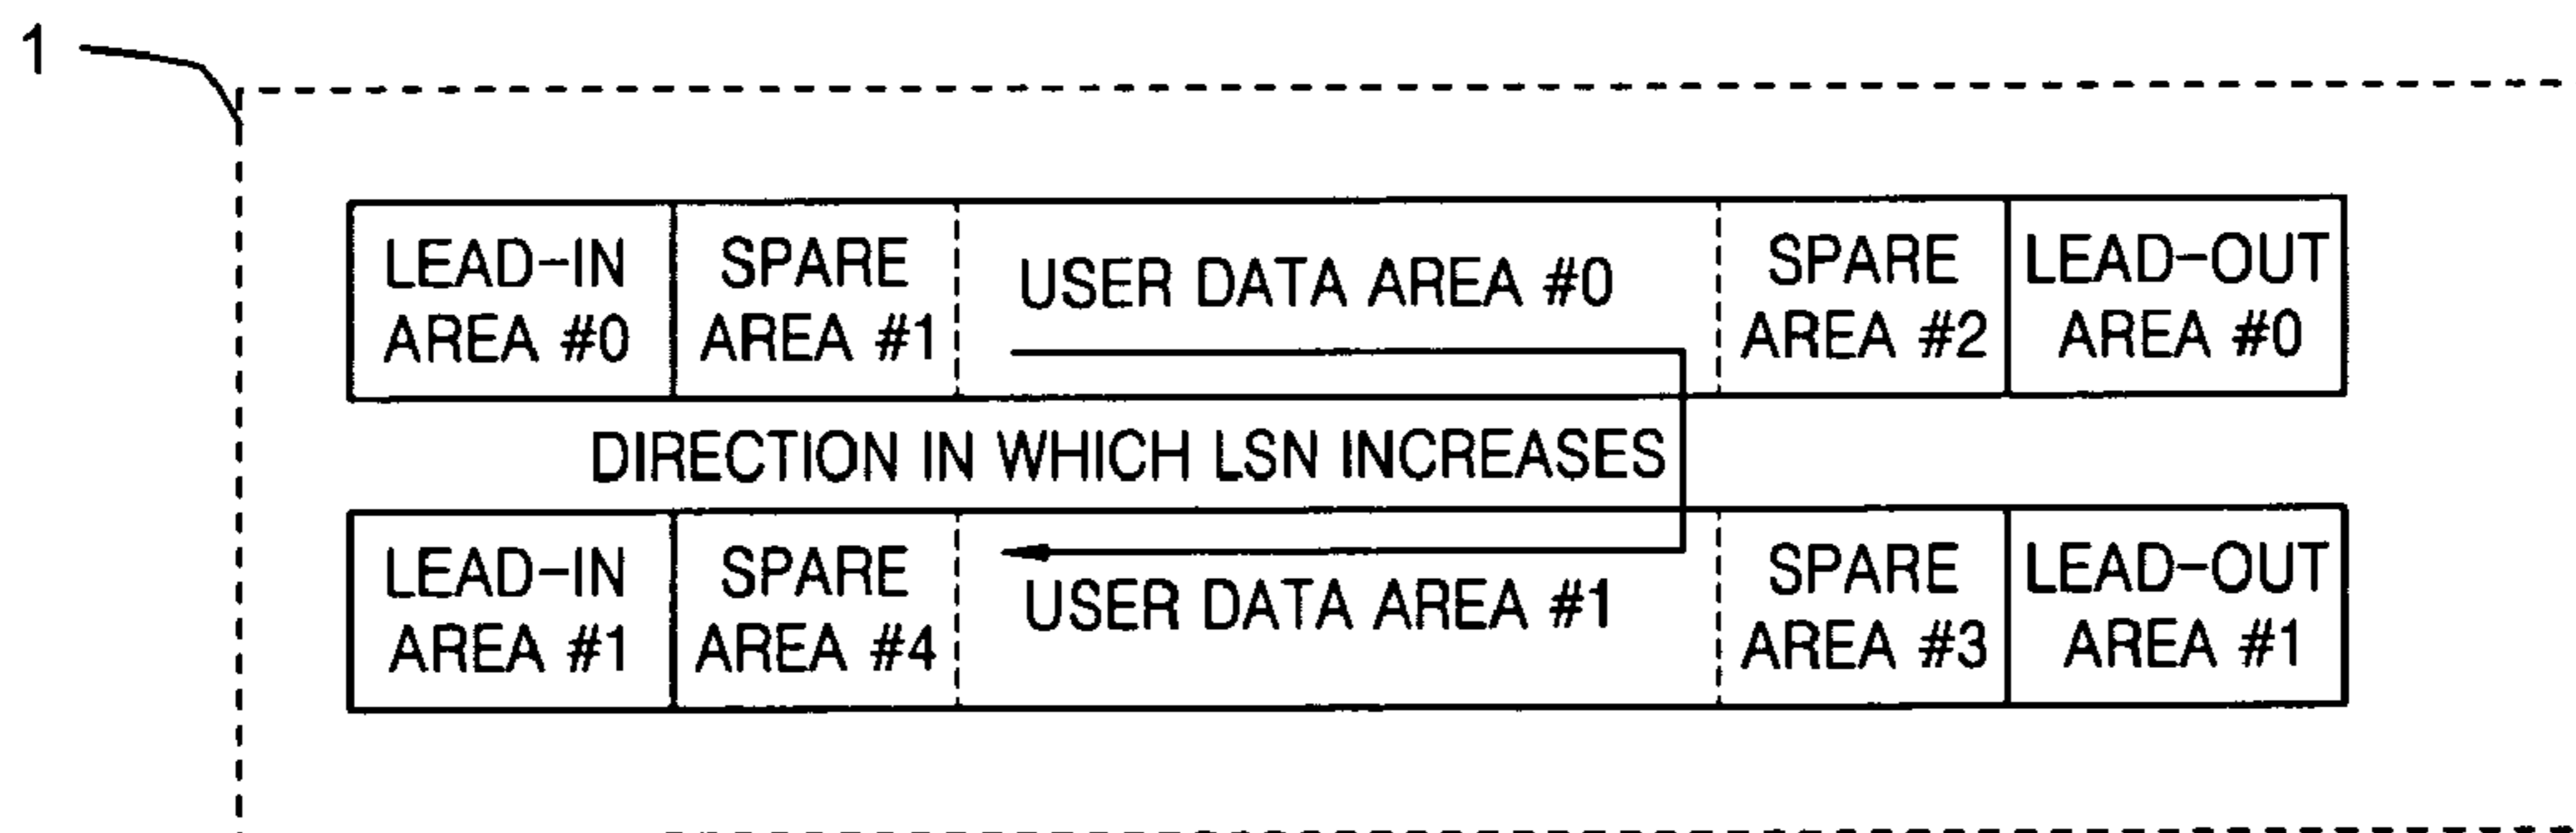 1
LEAD-IN
AREA #0
SPARE
AREA #1
USER DATA AREA #0
SPARE
AREA #2
LEAD-OUT
AREA #0
DIRECTION IN WHICH LSN INCREASES
LEAD-IN
AREA #1
SPARE
AREA #4
USER DATA AREA #1
SPARE
AREA #3
LEAD-OUT
AREA #1